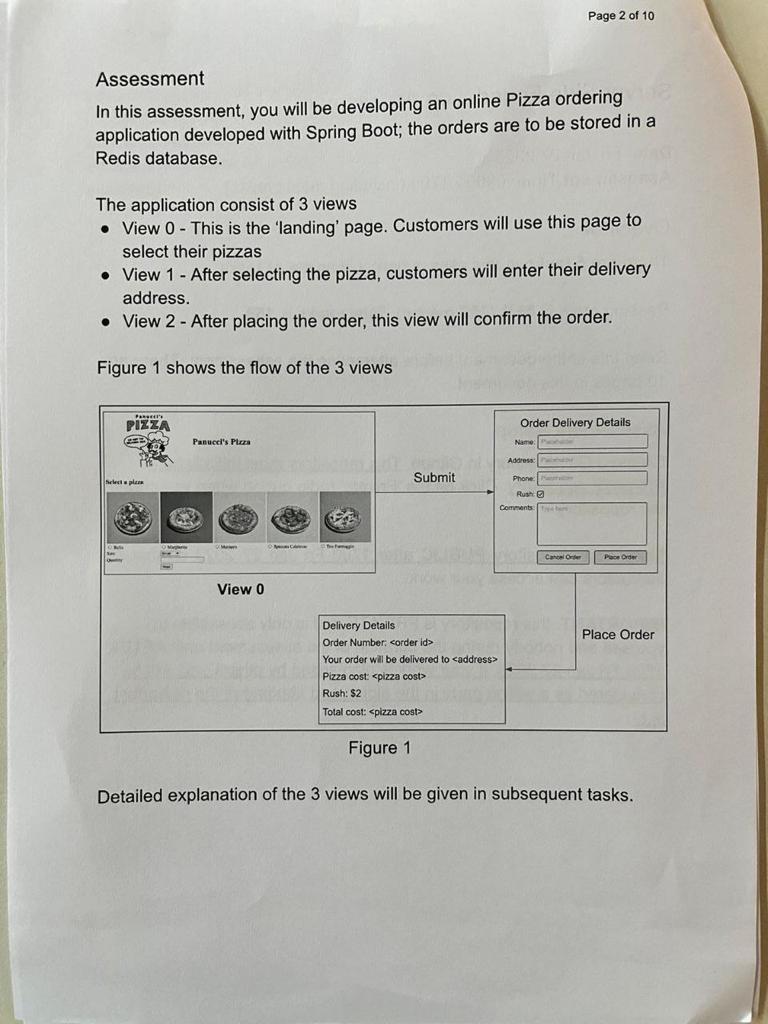 Page 2 of 10
Assessment
In this assessment, you will be developing an online Pizza ordering
application developed with Spring Boot; the orders are to be stored in a
Redis database.
The application consist of 3 views
• View 0 - This is the 'landing' page. Customers will use this page to
select their pizzas
• View 1 - After selecting the pizza, customers will enter their delivery
address.
• View 2 - After placing the order, this view will confirm the order.
Figure 1 shows the flow of the 3 views
Panucci's
PIZZA
Panucci's Pizza
Select a pizza
Bella
Margherita
Marinara
Spianata Calabrese
Trio Formaggio
Size
Quantity
View 0
Submit
Order Delivery Details
Name: Placeholder
Address: Placeholder
Phone: Placeholder
Rush:
Comments: Type here
Cancel Order
Place Order
Place Order
Delivery Details
Order Number: <order id>
Your order will be delivered to <address>
Pizza cost: <pizza cost>
Rush: $2
Total cost: <pizza cost>
Figure 1
Detailed explanation of the 3 views will be given in subsequent tasks.